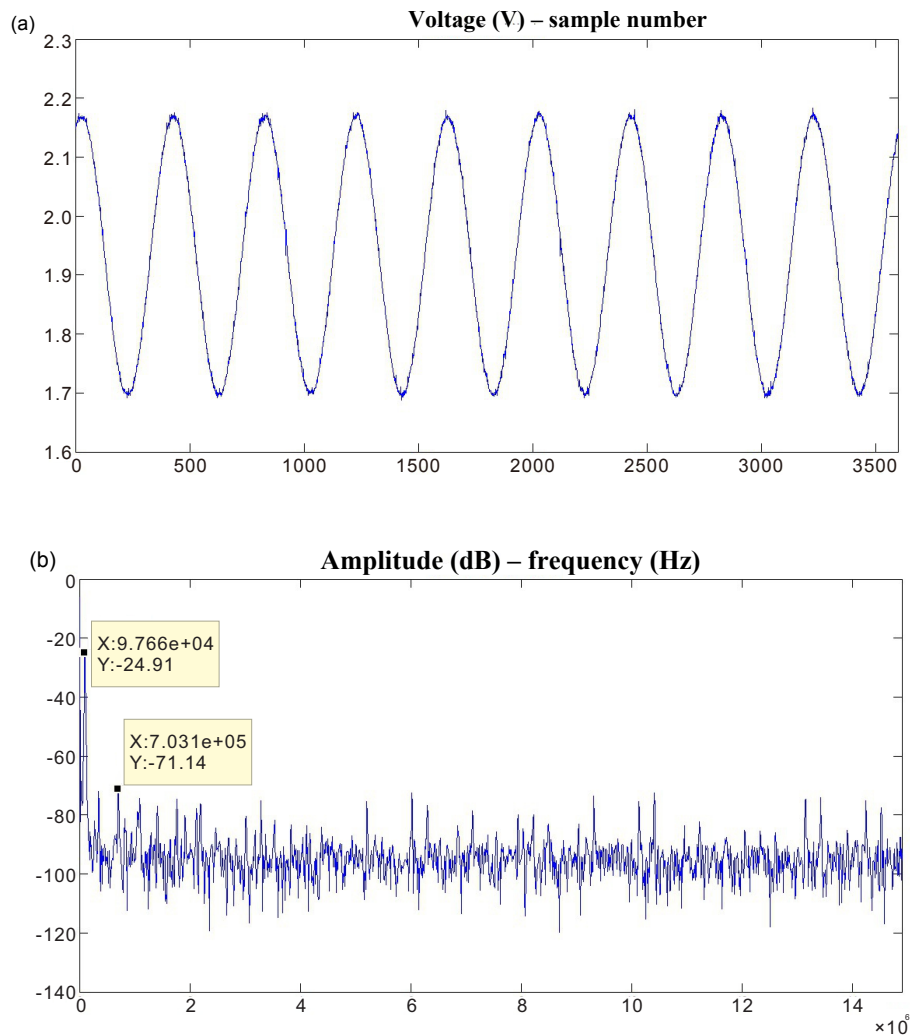 (a)
Voltage (V) – sample number
2.3
2.2
2.1
2.0
1.9
1.8
1.7
1.6
0 500 1000 1500 2000 2500 3000 3500
(b)
Amplitude (dB) – frequency (Hz)
0
-20
X:9.766e+04
Y:-24.91
-40
X:7.031e+05
Y:-71.14
-60
-80
-100
-120
-140
0 2 4 6 8 10 12 14
×10⁶